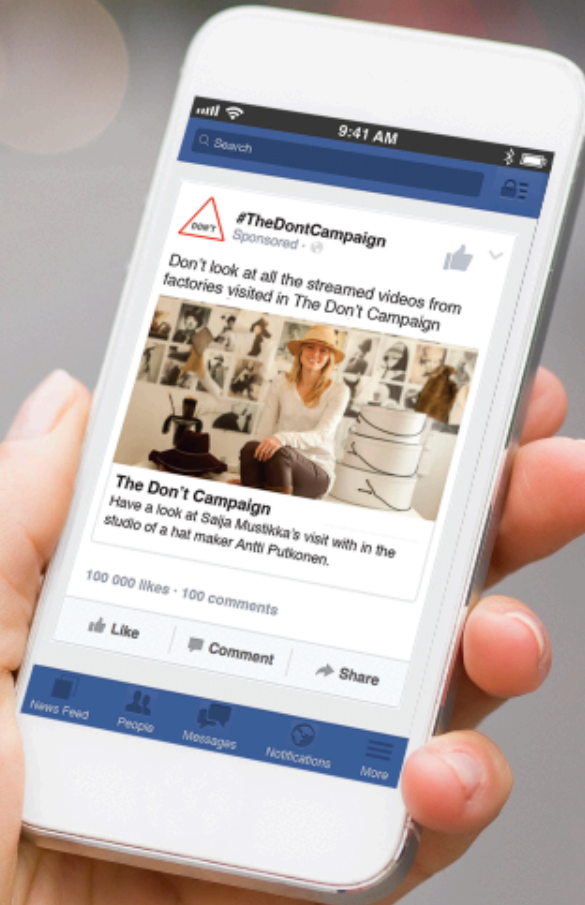 9:41 AM
Search
DON'T
#TheDontCampaign
Sponsored ·
Don't look at all the streamed videos from
factories visited in The Don't Campaign
The Don't Campaign
Have a look at Saija Mustikka's visit with in the
studio of a hat maker Antti Putkonen.
100 000 likes · 100 comments
Like
Comment
Share
News Feed
People
Messages
Notifications
More